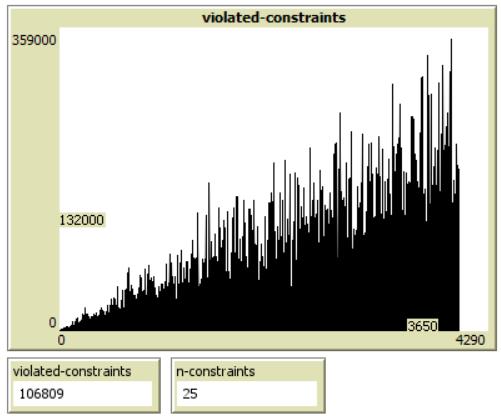 violated-constraints
359000
132000
0
3650
0
4290
violated-constraints
106809
n-constraints
25